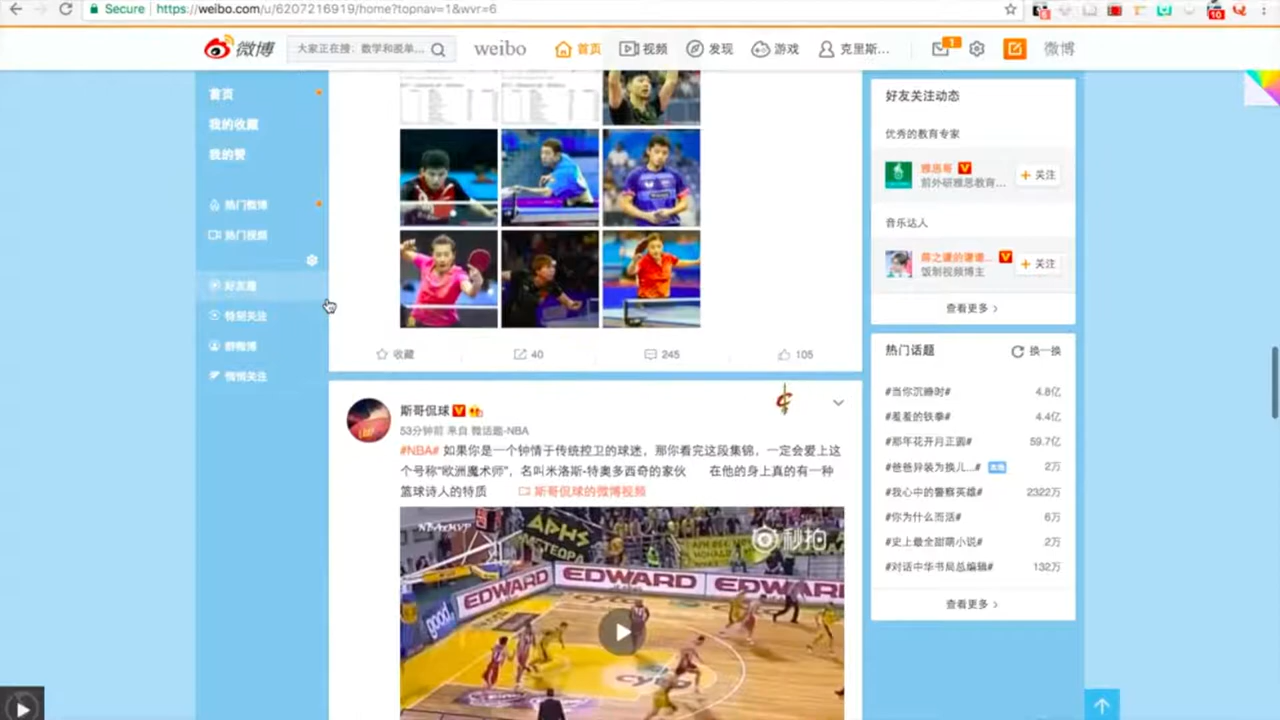 Secure https://weibo.com/u/6207216919/home?topnav=1&wvr=6
10
微博
大家正在搜：数学和跟单...
weibo
首页
视频
发现
游戏
克里斯...
1
微博
首页
我的收藏
我的赞
热门微博
热门视频
好友圈
特别关注
群微博
悄悄关注
收藏
40
245
105
斯哥侃球
53分钟前 来自 微话题-NBA
#NBA# 如果你是一个钟情于传统控卫的球迷，那你看完这段集锦，一定会爱上这
个号称"欧洲魔术师"，名叫米洛斯-特奥多西奇的家伙 在他的身上真的有一种
篮球诗人的特质 斯哥侃球的微博视频
秒拍
EDWARD
EDWARD
EDWARD
good.
好友关注动态
优秀的教育专家
雅思哥
前外研雅思教育...
+ 关注
音乐达人
饭制视频博主
+ 关注
查看更多 >
热门话题
换一换
#当你沉睡时# 4.8亿
#羞羞的铁拳# 4.4亿
#那年花开月正圆# 59.7亿
#爸爸异装为换儿...# 2万
#我心中的警察英雄# 2322万
#你为什么而活# 6万
#史上最全甜萌小说# 2万
#对话中华书局总编辑# 132万
查看更多 >